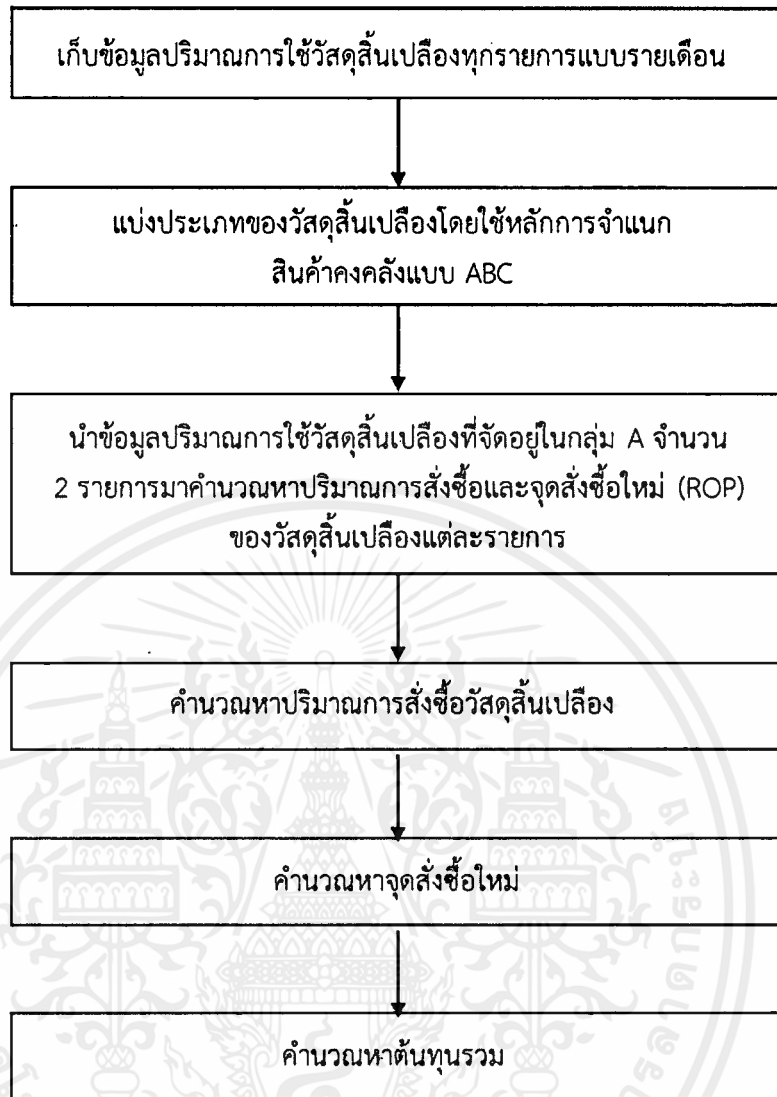 เก็บข้อมูลปริมาณการใช้วัสดุสิ้นเปลืองทุกรายการแบบรายเดือน
แบ่งประเภทของวัสดุสิ้นเปลืองโดยใช้หลักการจำแนก
สินค้าคงคลังแบบ ABC
นำข้อมูลปริมาณการใช้วัสดุสิ้นเปลืองที่จัดอยู่ในกลุ่ม A จำนวน
2 รายการมาคำนวณหาปริมาณการสั่งซื้อและจุดสั่งซื้อใหม่ (ROP)
ของวัสดุสิ้นเปลืองแต่ละรายการ
คำนวณหาปริมาณการสั่งซื้อวัสดุสิ้นเปลือง
คำนวณหาจุดสั่งซื้อใหม่
คำนวณหาต้นทุนรวม